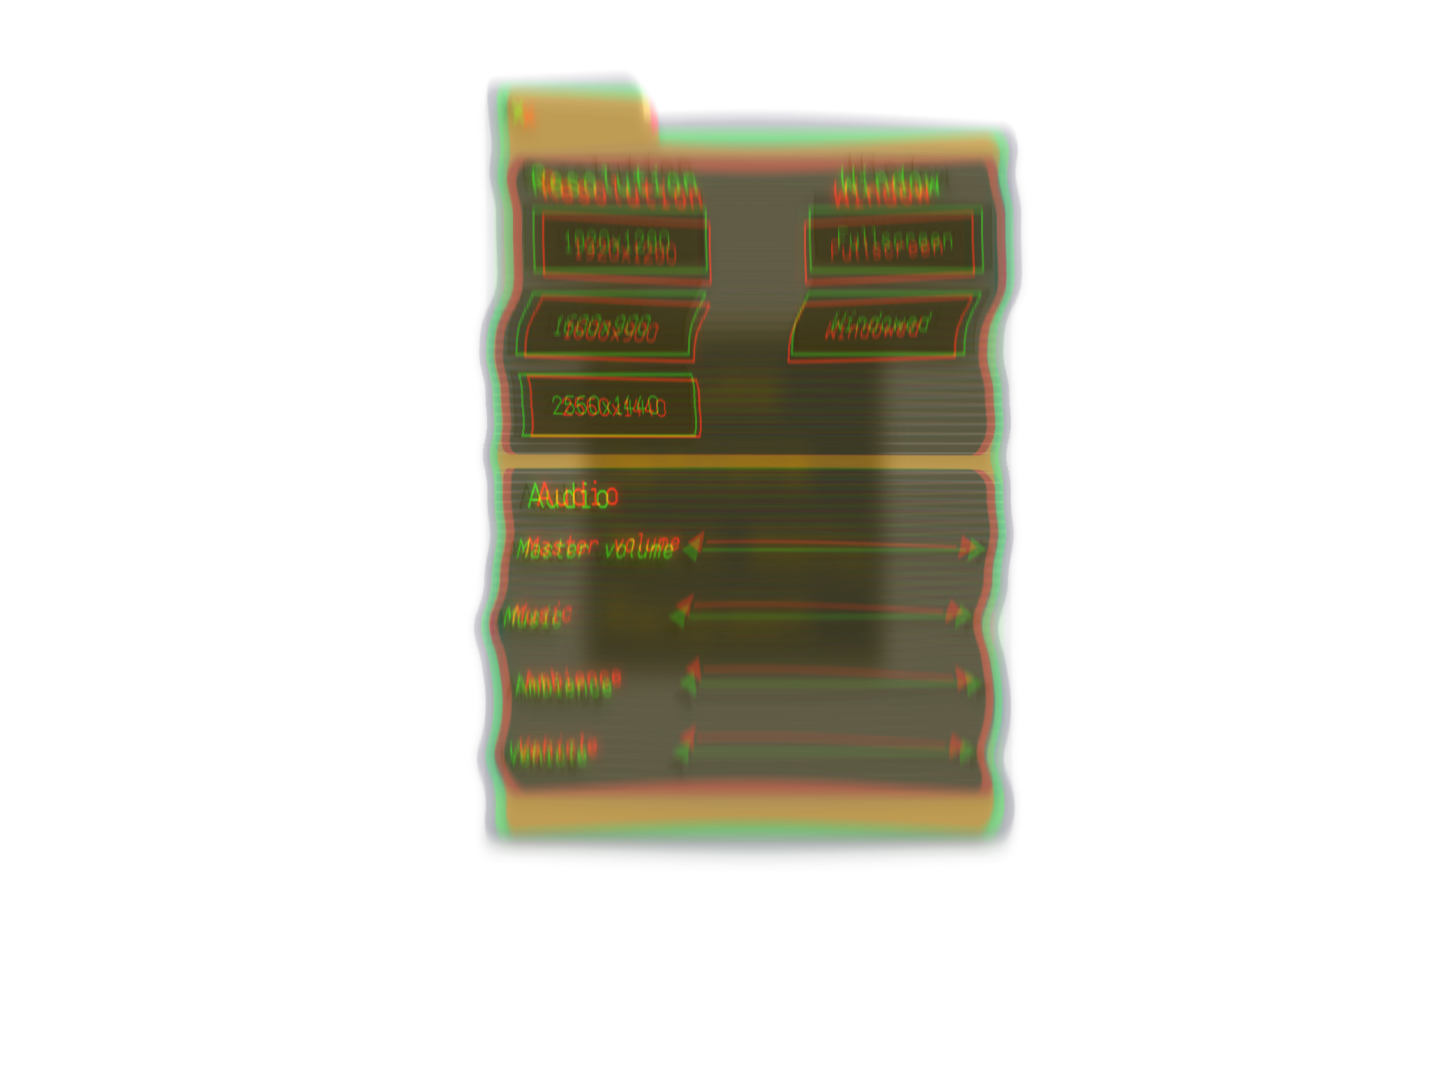 Resolution Window
1920x1200 Fullscreen
1600x900 Windowed
2560x1440
Audio
Master volume
Music
Ambience
Vehicle